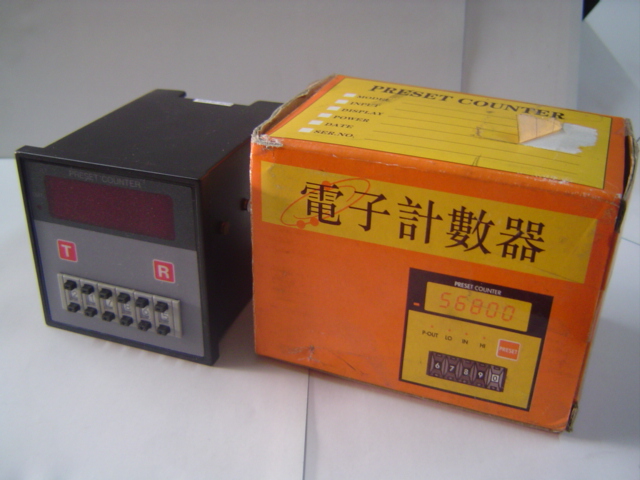 PRESET COUNTER
T
R
PRESET COUNTER
MODEL
INPUT
DISPLAY
POWER
DATE
SER-NO.
電子計數器
PRESET COUNTER
56800
P-OUT LO IN HI
RESET
6 7 8 9 0